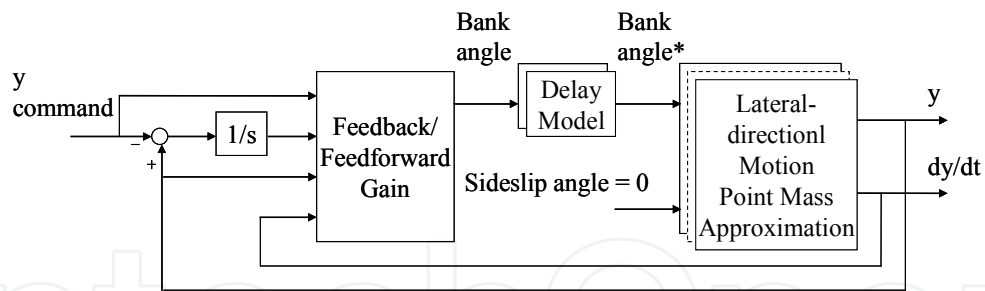 Bank
angle
Bank
angle*
y
command
−
+
1/s
Feedback/
Feedforward
Gain
Delay
Model
Sideslip angle = 0
Lateral-
directionl
Motion
Point Mass
Approximation
y
dy/dt